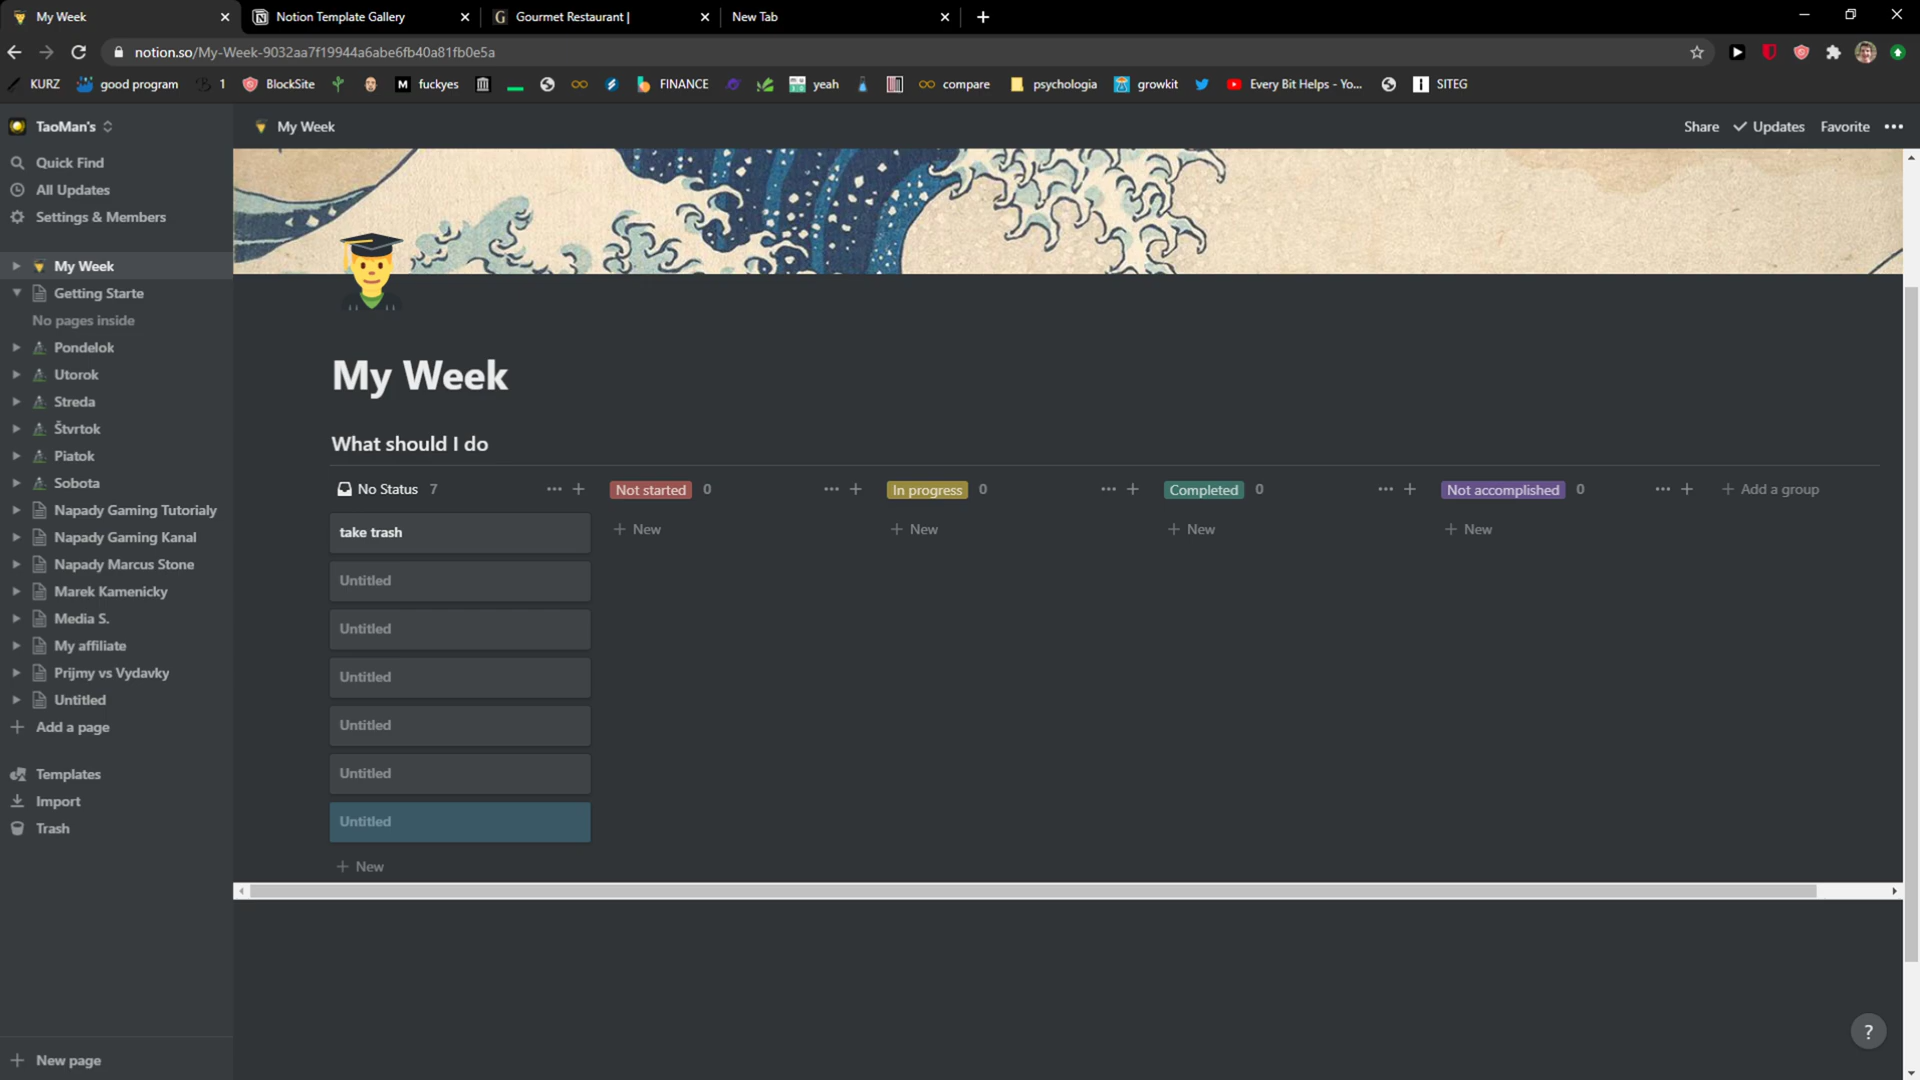 My Week
Notion Template Gallery
Gourmet Restaurant |
New Tab
notion.so/My-Week-9032aa7f19944a6abe6fb40a81fb0e5a
KURZ
good program
1
BlockSite
fuckyes
FINANCE
yeah
compare
psychologia
growkit
Every Bit Helps - Yo...
SITEG
TaoMan's
My Week
Share
Updates
Favorite
Quick Find
All Updates
Settings & Members
My Week
Getting Starte
No pages inside
Pondelok
Utorok
Streda
Štvrtok
Piatok
Sobota
Napady Gaming Tutorialy
Napady Gaming Kanal
Napady Marcus Stone
Marek Kamenicky
Media S.
My affiliate
Prijmy vs Vydavky
Untitled
Add a page
Templates
Import
Trash
New page
My Week
What should I do
No Status 7
Not started 0
In progress 0
Completed 0
Not accomplished 0
Add a group
take trash
Untitled
Untitled
Untitled
Untitled
Untitled
Untitled
New
New
New
New
New
?